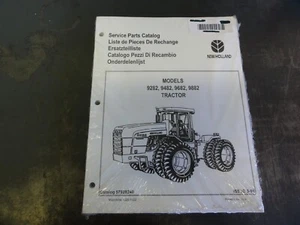 Service Parts Catalog
Liste de Pieces De Rechange
Ersatzteilliste
Catalogo Pezzi Di Recambio
Onderdelenlijst
NEW HOLLAND
MODELS
9282, 9482, 9682, 9882
TRACTOR